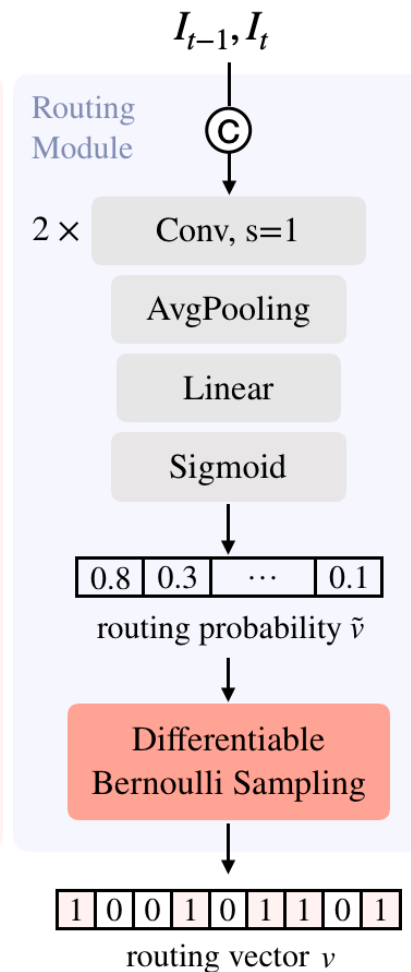 I_{t−1}, I_t
Routing
Module
C
2 × Conv, s=1
AvgPooling
Linear
Sigmoid
0.8 0.3 ⋯ 0.1
routing probability ṽ
Differentiable
Bernoulli Sampling
1 0 0 1 0 1 1 0 1
routing vector v